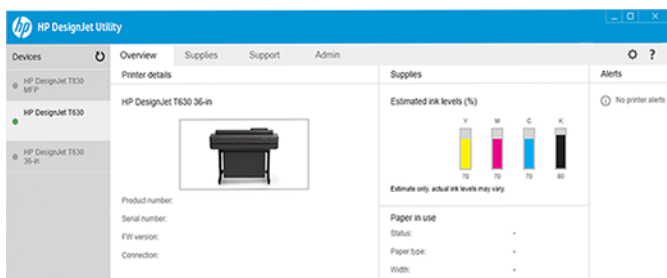 hp HP DesignJet Utility
Devices
HP DesignJet T830
MFP
HP DesignJet T630
HP DesignJet T630
36-in
Overview Supplies Support Admin
?
Printer details
HP DesignJet T630 36-in
Product number:
Serial number:
FW version:
Connection:
Supplies
Estimated ink levels (%)
Y M C K
70 70 70 80
Estimate only, actual ink levels may vary.
Paper in use
Status: -
Paper type: -
Width: -
Alerts
No printer alerts